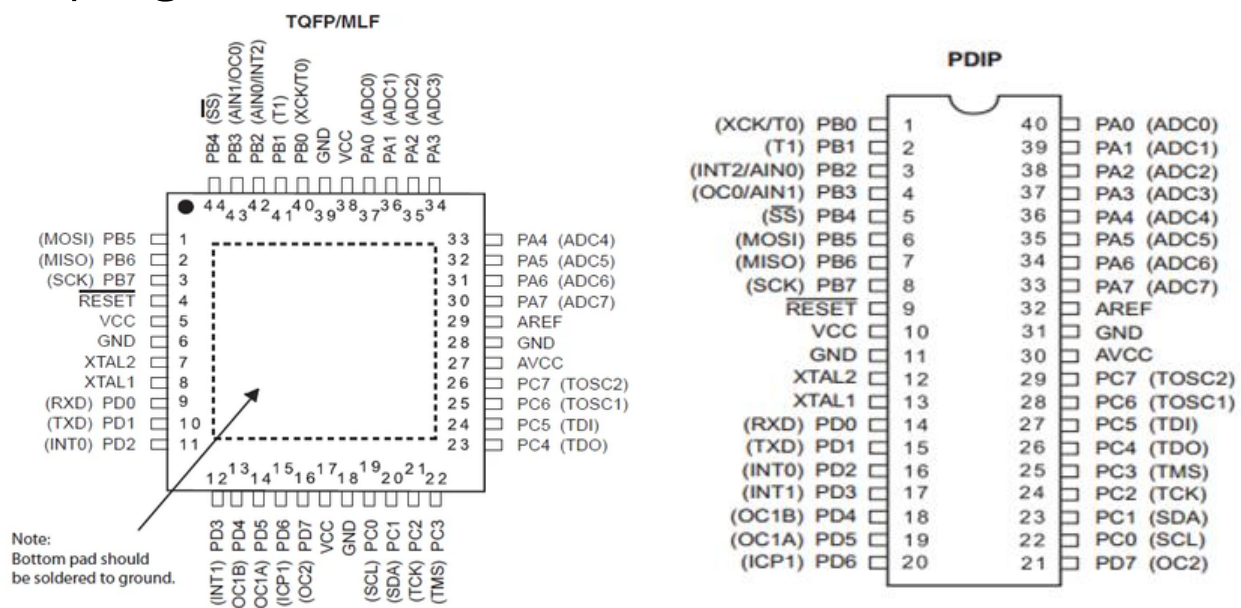 TQFP/MLF
PB4 (SS)
PB3 (AIN1/OC0)
PB2 (AIN0/INT2)
PB1 (T1)
PB0 (XCK/T0)
GND
VCC
PA0 (ADC0)
PA1 (ADC1)
PA2 (ADC2)
PA3 (ADC3)
44 43 42 41 40 39 38 37 36 35 34
(MOSI) PB5 1 33 PA4 (ADC4)
(MISO) PB6 2 32 PA5 (ADC5)
(SCK) PB7 3 31 PA6 (ADC6)
RESET 4 30 PA7 (ADC7)
VCC 5 29 AREF
GND 6 28 GND
XTAL2 7 27 AVCC
XTAL1 8 26 PC7 (TOSC2)
(RXD) PD0 9 25 PC6 (TOSC1)
(TXD) PD1 10 24 PC5 (TDI)
(INT0) PD2 11 23 PC4 (TDO)
12 13 14 15 16 17 18 19 20 21 22
(INT1) PD3
(OC1B) PD4
(OC1A) PD5
(ICP1) PD6
(OC2) PD7
VCC
GND
(SCL) PC0
(SDA) PC1
(TCK) PC2
(TMS) PC3
Note:
Bottom pad should
be soldered to ground.
PDIP
(XCK/T0) PB0 1 40 PA0 (ADC0)
(T1) PB1 2 39 PA1 (ADC1)
(INT2/AIN0) PB2 3 38 PA2 (ADC2)
(OC0/AIN1) PB3 4 37 PA3 (ADC3)
(SS) PB4 5 36 PA4 (ADC4)
(MOSI) PB5 6 35 PA5 (ADC5)
(MISO) PB6 7 34 PA6 (ADC6)
(SCK) PB7 8 33 PA7 (ADC7)
RESET 9 32 AREF
VCC 10 31 GND
GND 11 30 AVCC
XTAL2 12 29 PC7 (TOSC2)
XTAL1 13 28 PC6 (TOSC1)
(RXD) PD0 14 27 PC5 (TDI)
(TXD) PD1 15 26 PC4 (TDO)
(INT0) PD2 16 25 PC3 (TMS)
(INT1) PD3 17 24 PC2 (TCK)
(OC1B) PD4 18 23 PC1 (SDA)
(OC1A) PD5 19 22 PC0 (SCL)
(ICP1) PD6 20 21 PD7 (OC2)